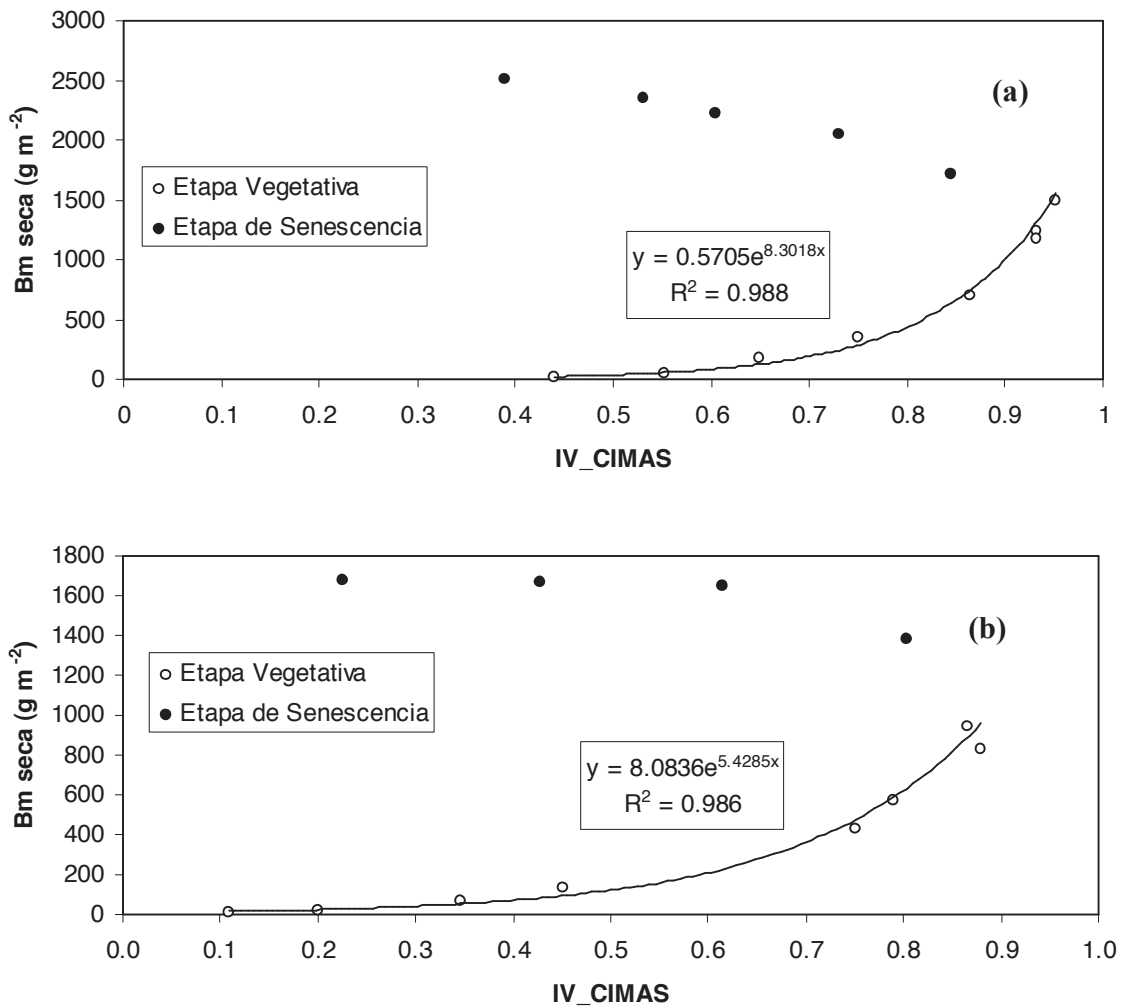 3000
2500
2000
1500
1000
500
0
Bm seca (g m⁻²)
(a)
Etapa Vegetativa
Etapa de Senescencia
y = 0.5705e^{8.3018x}
R² = 0.988
0 0.1 0.2 0.3 0.4 0.5 0.6 0.7 0.8 0.9 1
IV_CIMAS
1800
1600
1400
1200
1000
800
600
400
200
0
Bm seca (g m⁻²)
(b)
Etapa Vegetativa
Etapa de Senescencia
y = 8.0836e^{5.4285x}
R² = 0.986
0.0 0.1 0.2 0.3 0.4 0.5 0.6 0.7 0.8 0.9 1.0
IV_CIMAS